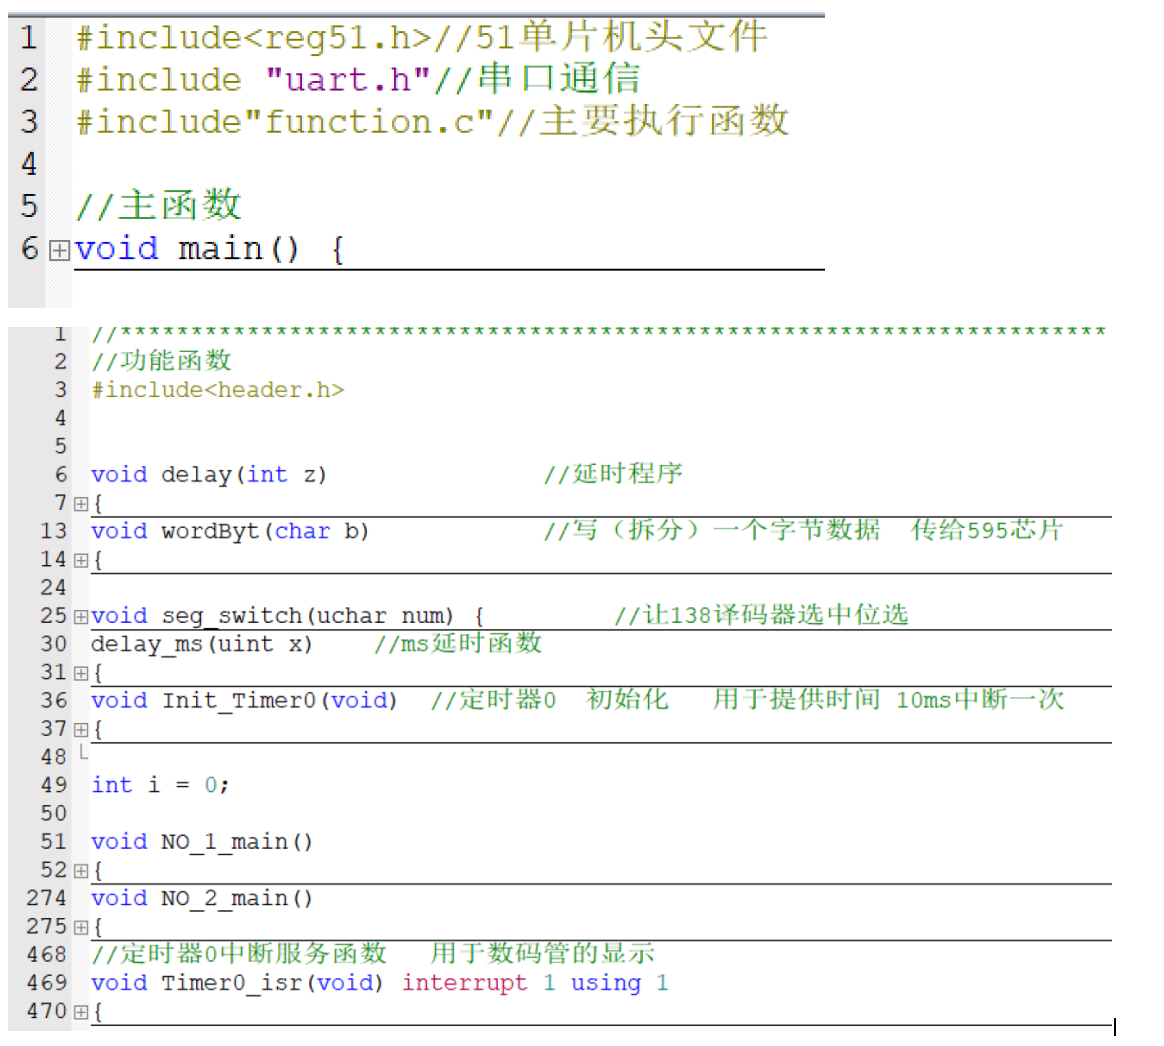 1 #include<reg51.h>//51单片机头文件
2 #include "uart.h"//串口通信
3 #include"function.c"//主要执行函数
4
5 //主函数
6 void main() {
1 //**********************************************************************
2 //功能函数
3 #include<header.h>
4
5
6 void delay(int z) //延时程序
7 {
13 void wordByt(char b) //写（拆分）一个字节数据 传给595芯片
14 {
24
25 void seg_switch(uchar num) { //让138译码器选中位选
30 delay_ms(uint x) //ms延时函数
31 {
36 void Init_Timer0(void) //定时器0 初始化 用于提供时间 10ms中断一次
37 {
48
49 int i = 0;
50
51 void NO_1_main()
52 {
274 void NO_2_main()
275 {
468 //定时器0中断服务函数 用于数码管的显示
469 void Timer0_isr(void) interrupt 1 using 1
470 {